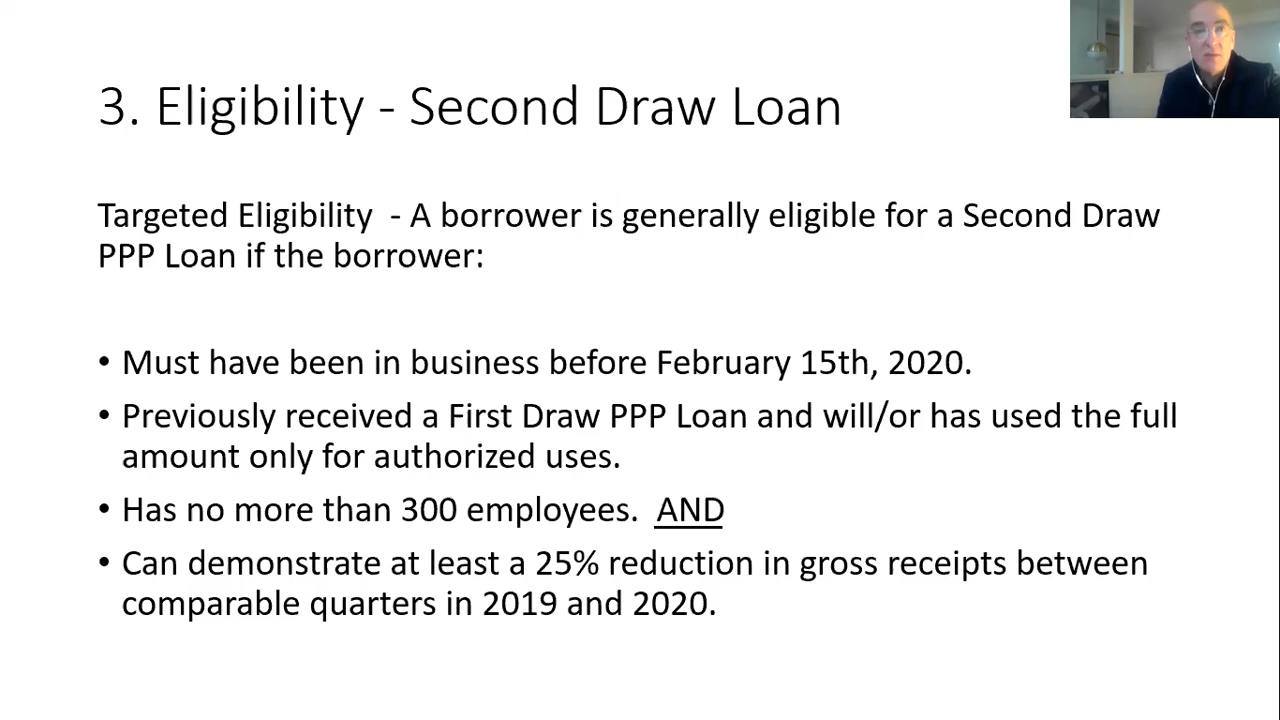 3. Eligibility - Second Draw Loan
Targeted Eligibility  - A borrower is generally eligible for a Second Draw
PPP Loan if the borrower:
• Must have been in business before February 15th, 2020.
• Previously received a First Draw PPP Loan and will/or has used the full
amount only for authorized uses.
• Has no more than 300 employees.  AND
• Can demonstrate at least a 25% reduction in gross receipts between
comparable quarters in 2019 and 2020.